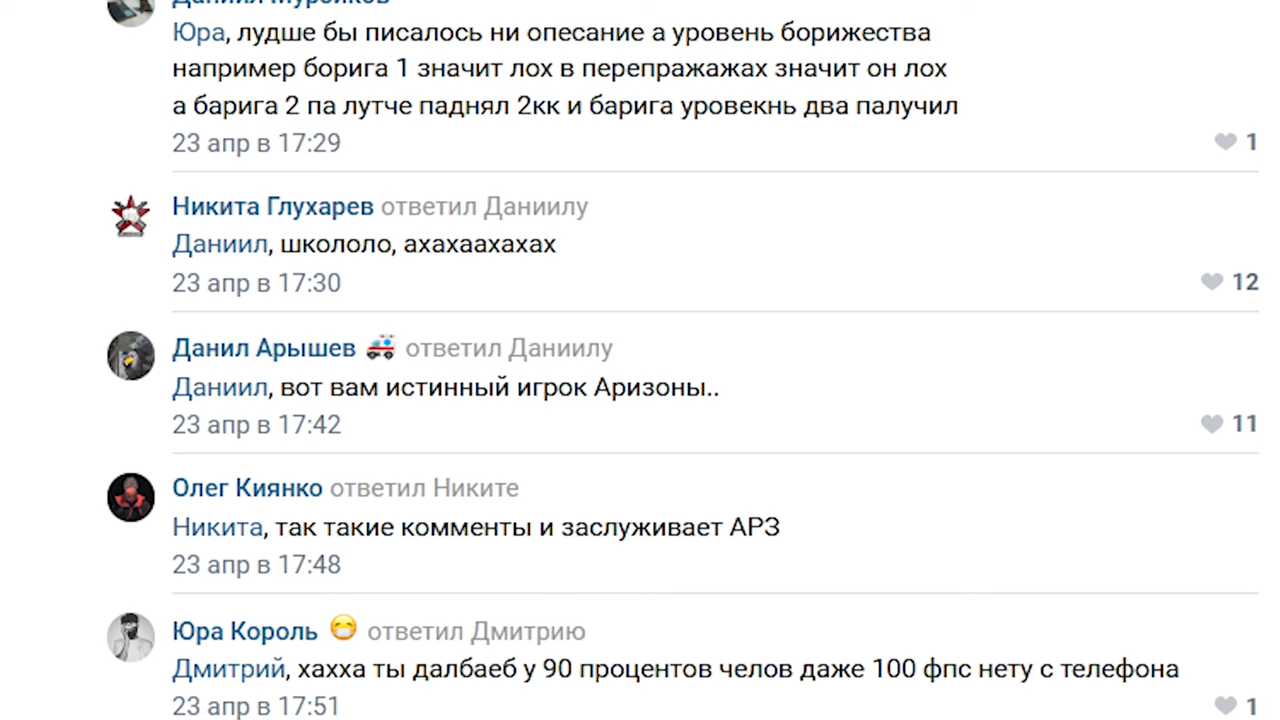 Юра, лудше бы писалось ни опесание а уровень борижества
например борига 1 значит лох в перепражажах значит он лох
а барига 2 па лутче паднял 2кк и барига уровекнь два палучил
23 апр в 17:29
1
Никита Глухарев ответил Даниилу
Даниил, школоло, ахахаахахах
23 апр в 17:30
12
Данил Арышев ответил Даниилу
Даниил, вот вам истинный игрок Аризоны..
23 апр в 17:42
11
Олег Киянко ответил Никите
Никита, так такие комменты и заслуживает АРЗ
23 апр в 17:48
Юра Король ответил Дмитрию
Дмитрий, хахха ты далбаеб у 90 процентов челов даже 100 фпс нету с телефона
23 апр в 17:51
1